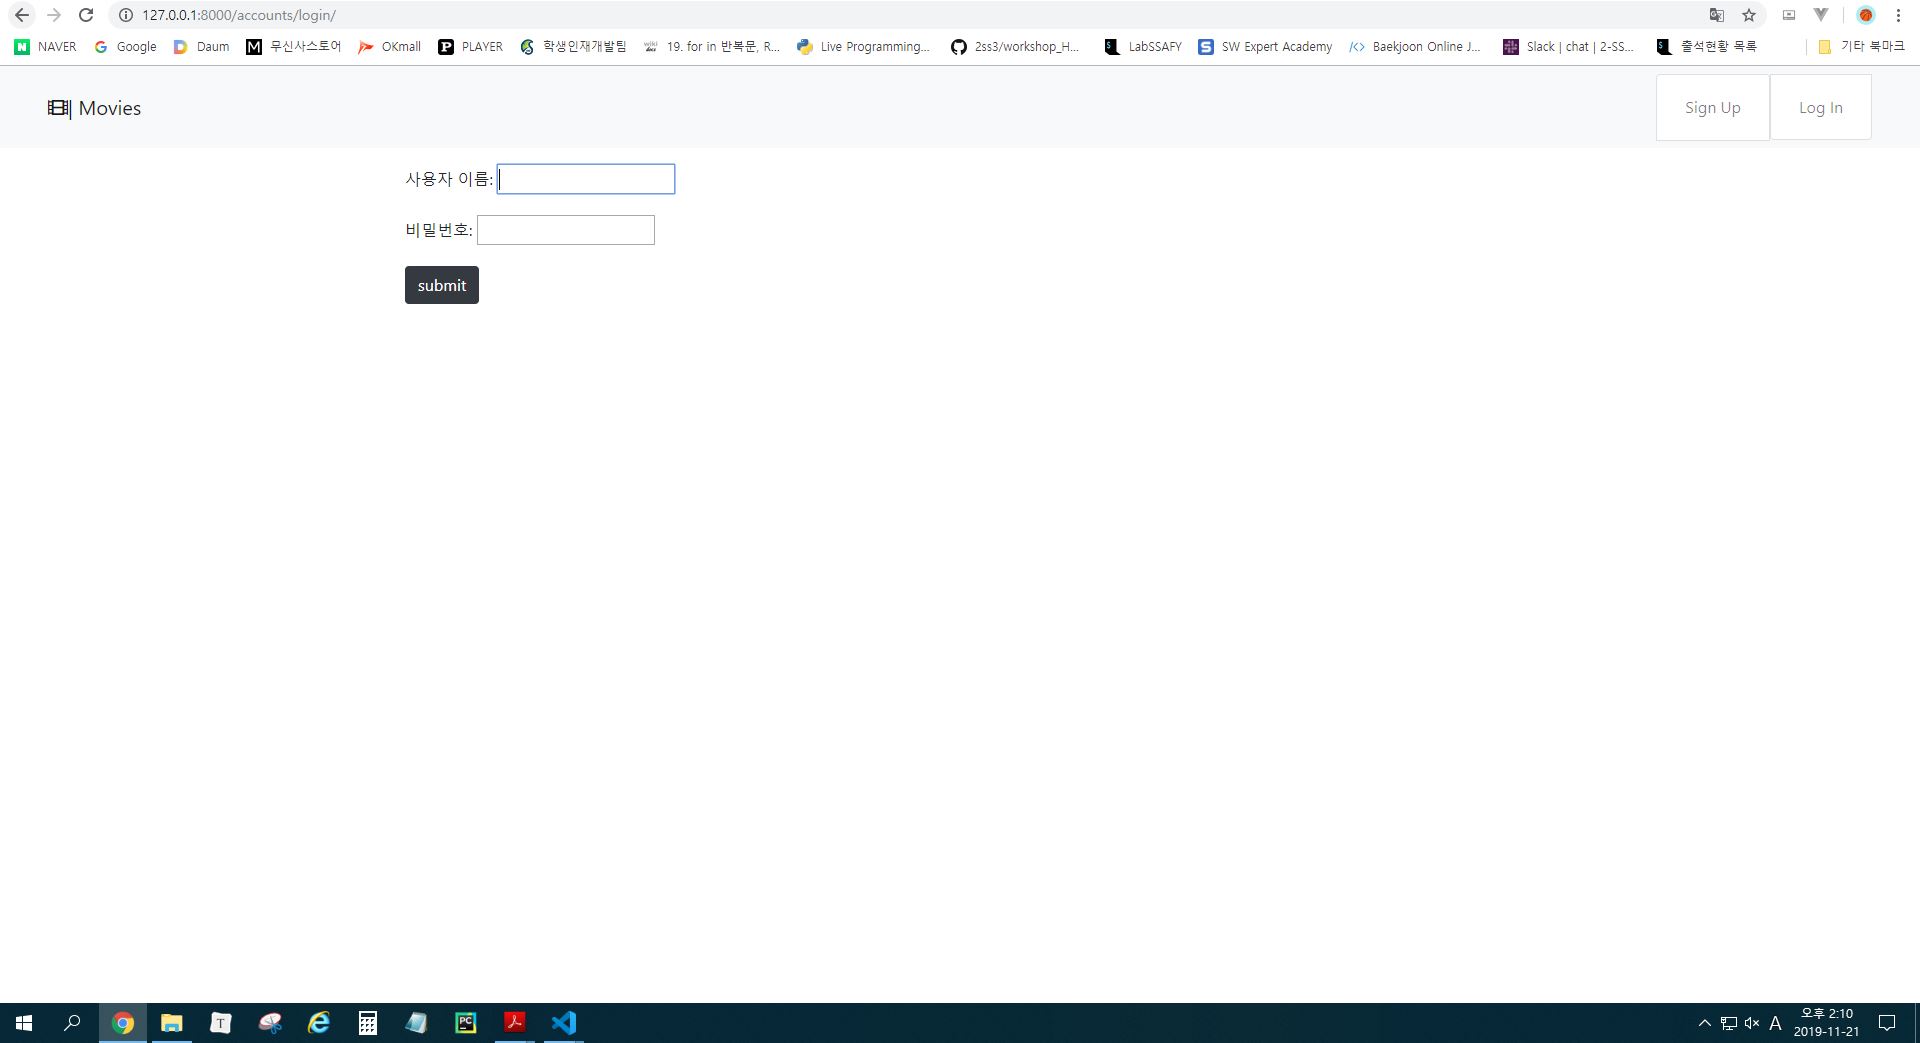 127.0.0.1:8000/accounts/login/
NAVER Google Daum 무신사스토어 OKmall PLAYER 학생인재개발팀 19. for in 반복문, R... Live Programming... 2ss3/workshop_H... LabSSAFY SW Expert Academy Baekjoon Online J... Slack | chat | 2-SS... 출석현황 목록 기타 북마크
Movies Sign Up Log In
사용자 이름:
비밀번호:
submit
A 오후 2:10
2019-11-21